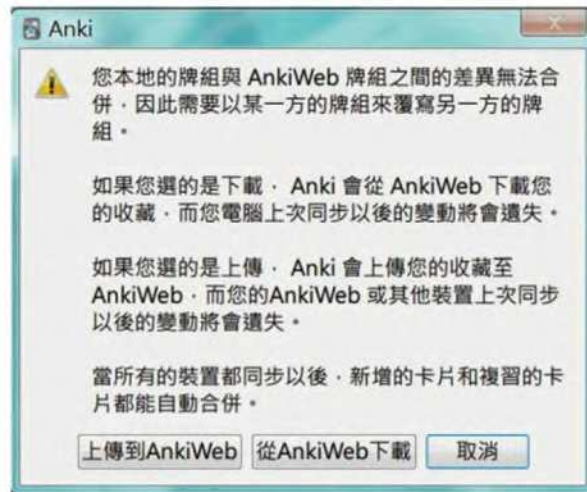 Anki
您本地的牌組與 AnkiWeb 牌組之間的差異無法合
併，因此需要以某一方的牌組來覆寫另一方的牌
組。
如果您選的是下載， Anki 會從 AnkiWeb 下載您
的收藏，而您電腦上次同步以後的變動將會遺失。
如果您選的是上傳， Anki 會上傳您的收藏至
AnkiWeb，而您的AnkiWeb 或其他裝置上次同步
以後的變動將會遺失。
當所有的裝置都同步以後，新增的卡片和複習的卡
片都能自動合併。
上傳到AnkiWeb 從AnkiWeb下載 取消